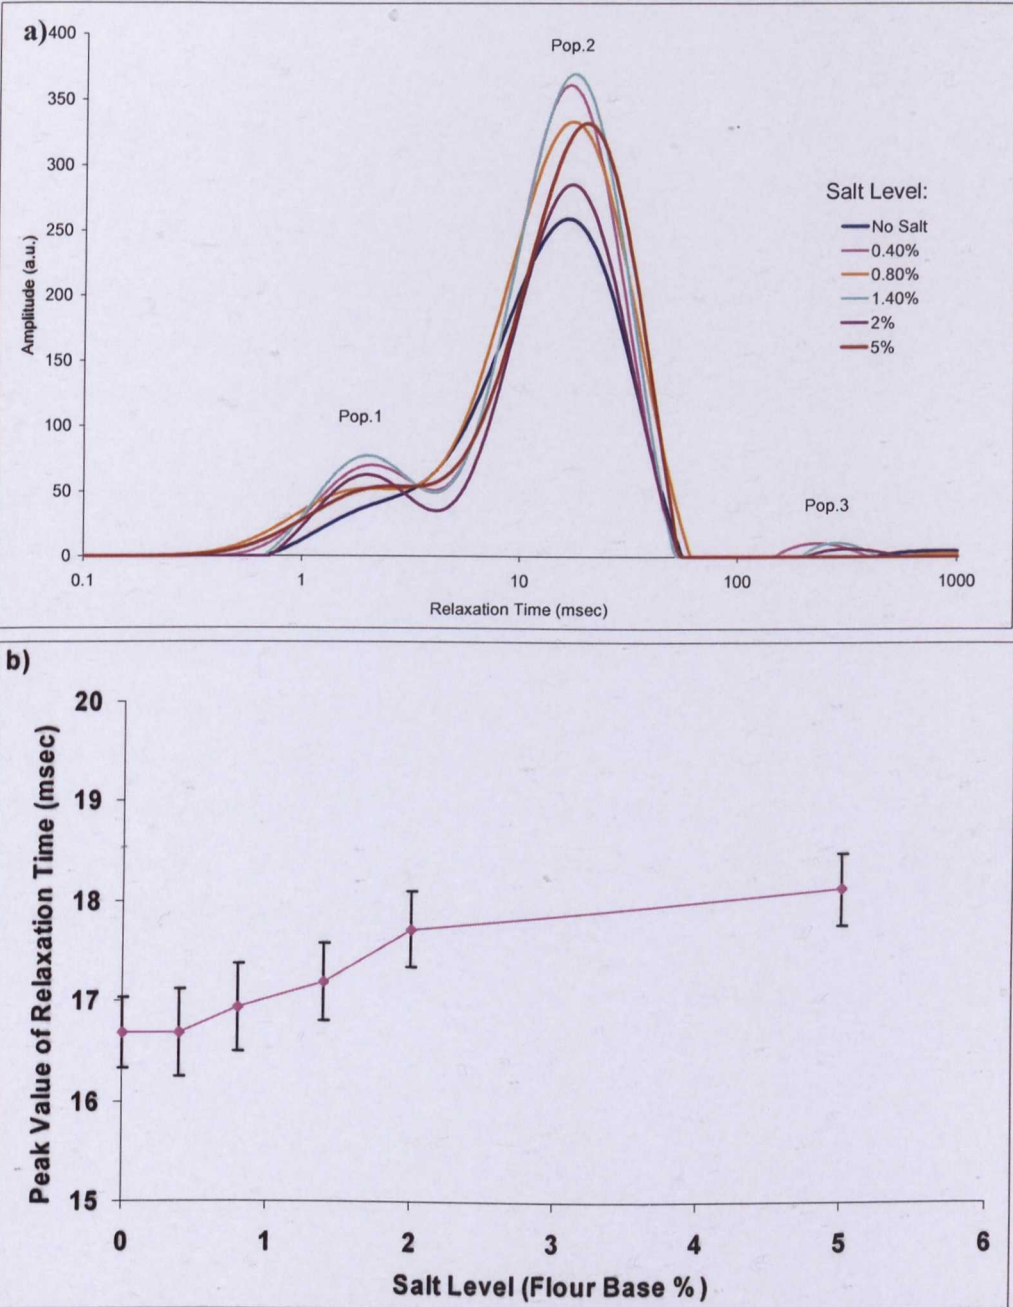 a)
400
350
300
250
200
150
100
50
0
Amplitude (a.u.)
Pop.1
Pop.2
Pop.3
Salt Level:
No Salt
0.40%
0.80%
1.40%
2%
5%
0.1
1
10
100
1000
Relaxation Time (msec)
b)
20
19
18
17
16
15
Peak Value of Relaxation Time (msec)
0
1
2
3
4
5
6
Salt Level (Flour Base %)